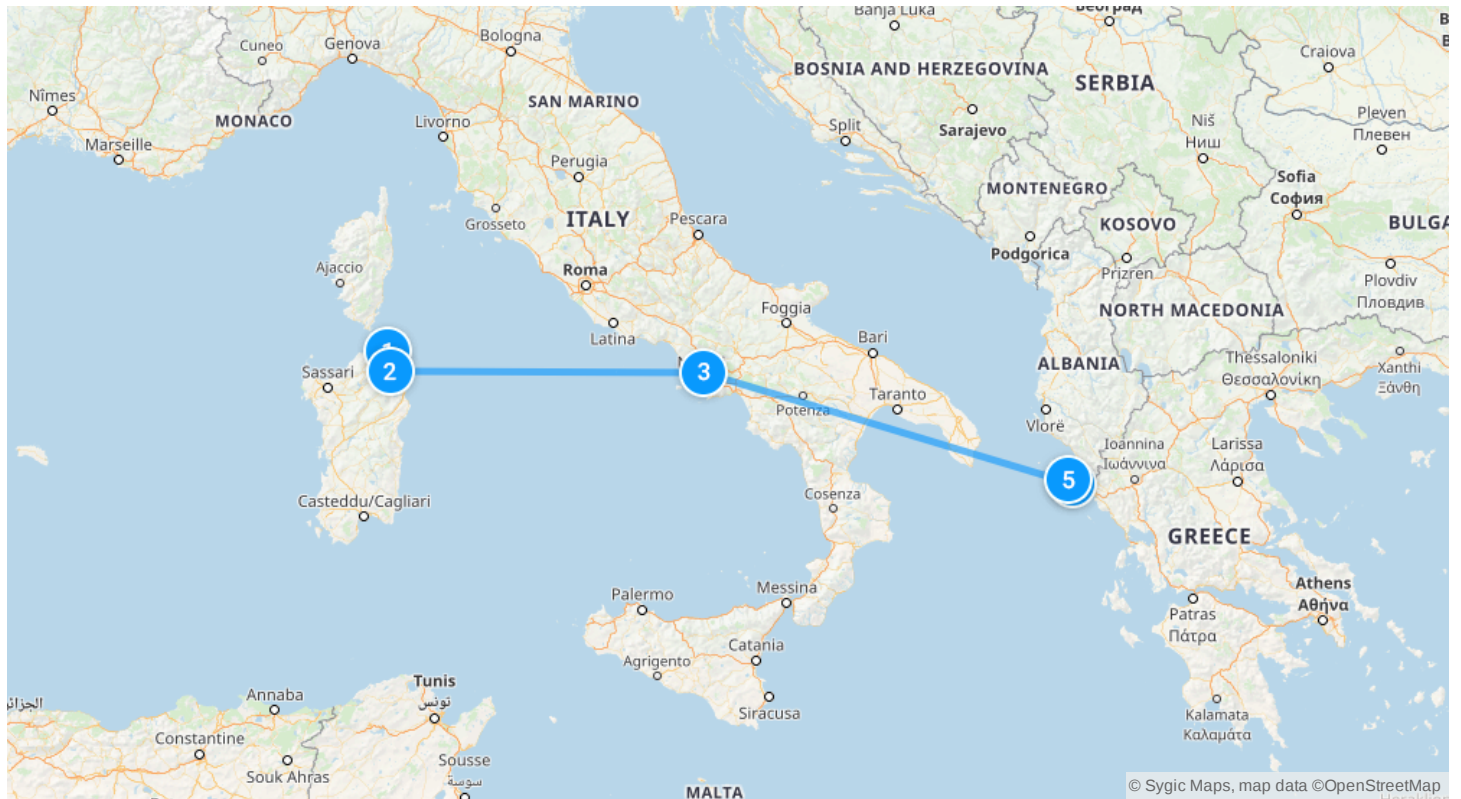 Banja Luka
Београд
Cuneo
Genova
Bologna
Craiova
BOSNIA AND HERZEGOVINA
SERBIA
Nîmes
SAN MARINO
MONACO
Livorno
Split
Sarajevo
Niš
Ниш
Pleven
Плевен
Marseille
Perugia
Sofia
София
MONTENEGRO
ITALY
Pescara
Grosseto
KOSOVO
BULGA
Podgorica
Prizren
Ajaccio
Roma
Plovdiv
Пловдив
Foggia
NORTH MACEDONIA
Latina
Bari
ALBANIA
Thessaloniki
Θεσσαλονίκη
Xanthi
Ξάνθη
Sassari
2
3
Potenza
Taranto
Vlorë
Ioannina
Ιωάννινα
Larissa
Λάρισα
5
Casteddu/Cagliari
Cosenza
GREECE
Palermo
Messina
Athens
Αθήνα
Patras
Πάτρα
Catania
Agrigento
Tunis
تونس
Annaba
Siracusa
Kalamata
Καλαμάτα
Constantine
Souk Ahras
Sousse
سوسة
MALTA
© Sygic Maps, map data ©OpenStreetMap